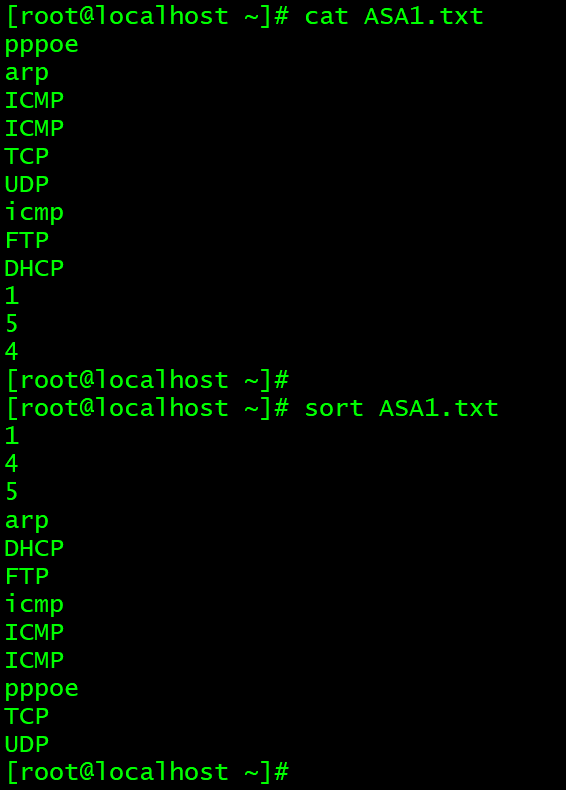 [root@localhost ~]# cat ASA1.txt
pppoe
arp
ICMP
ICMP
TCP
UDP
icmp
FTP
DHCP
1
5
4
[root@localhost ~]#
[root@localhost ~]# sort ASA1.txt
1
4
5
arp
DHCP
FTP
icmp
ICMP
ICMP
pppoe
TCP
UDP
[root@localhost ~]#